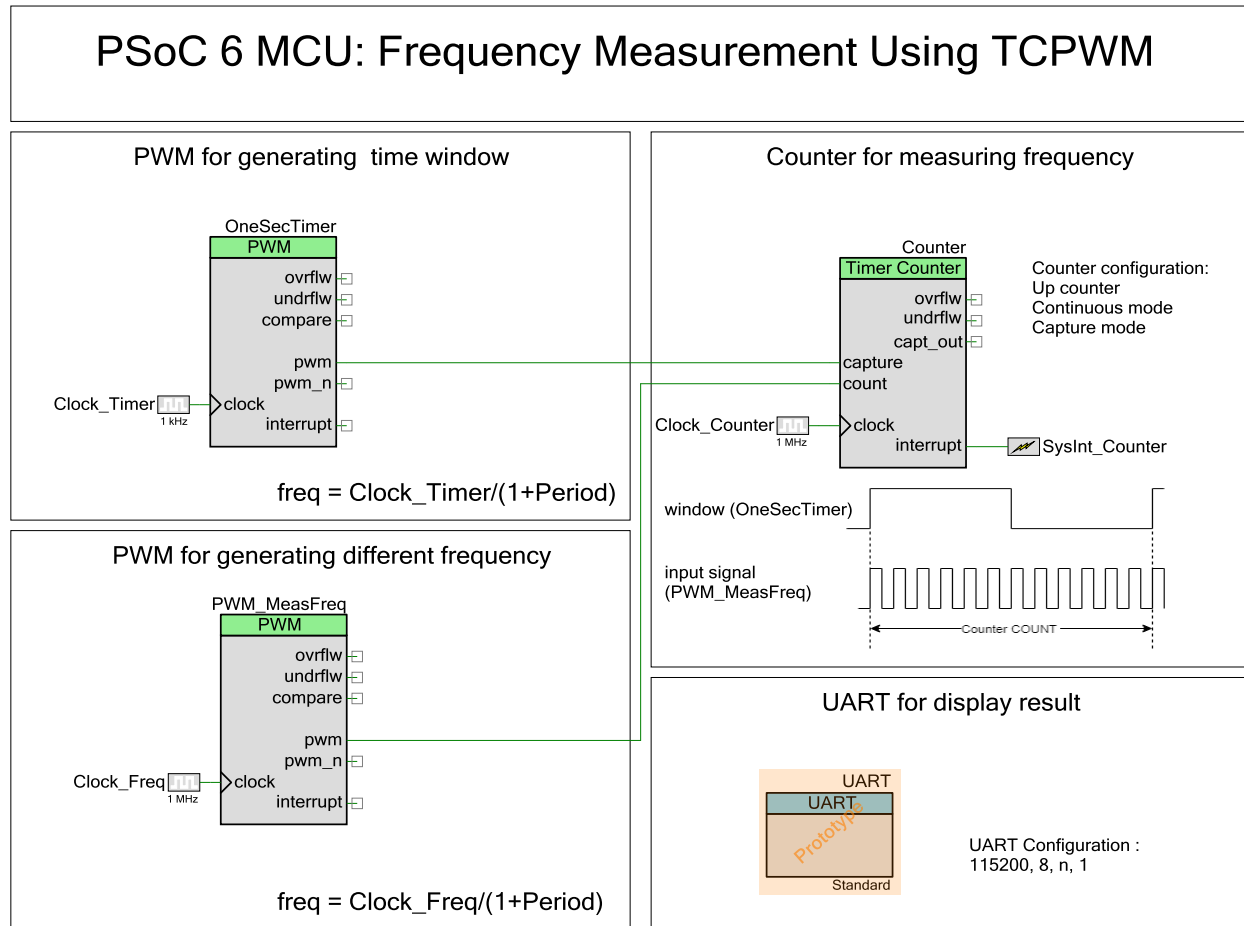 PSoC 6 MCU: Frequency Measurement Using TCPWM
PWM for generating  time window
OneSecTimer
PWM
ovrflw
undrflw
compare
pwm
pwm_n
Clock_Timer
1 kHz
clock
interrupt
freq = Clock_Timer/(1+Period)
PWM for generating different frequency
PWM_MeasFreq
PWM
ovrflw
undrflw
compare
pwm
pwm_n
Clock_Freq
1 MHz
clock
interrupt
freq = Clock_Freq/(1+Period)
Counter for measuring frequency
Counter
Timer Counter
ovrflw
undrflw
capt_out
capture
count
Clock_Counter
1 MHz
clock
interrupt
SysInt_Counter
Counter configuration:
Up counter
Continuous mode
Capture mode
window (OneSecTimer)
input signal
(PWM_MeasFreq)
Counter COUNT
UART for display result
UART
UART
Prototype
Standard
UART Configuration :
115200, 8, n, 1